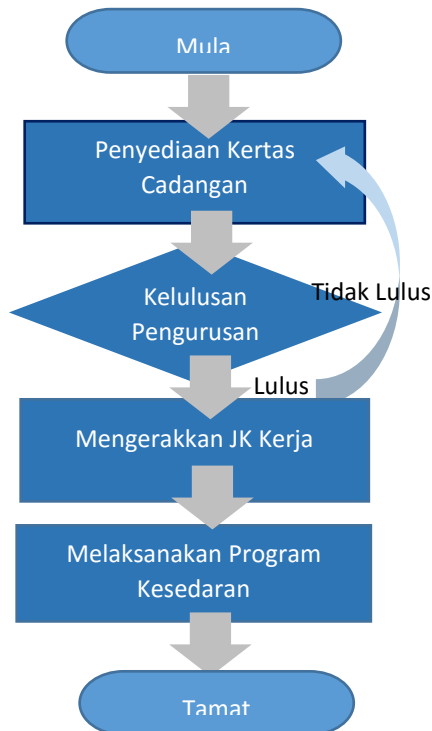 Mula
Penyediaan Kertas
Cadangan
Kelulusan
Pengurusan
Tidak Lulus
Lulus
Mengerakkan JK Kerja
Melaksanakan Program
Kesedaran
Tamat